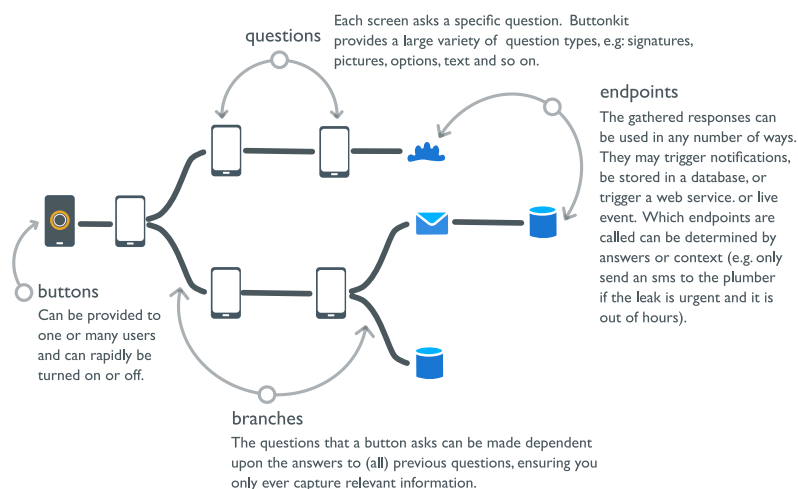 questions
Each screen asks a specific question. Buttonkit
provides a large variety of question types, e.g: signatures,
pictures, options, text and so on.
endpoints
The gathered responses can
be used in any number of ways.
They may trigger notifications,
be stored in a database, or
trigger a web service. or live
event. Which endpoints are
called can be determined by
answers or context (e.g. only
send an sms to the plumber
if the leak is urgent and it is
out of hours).
buttons
Can be provided to
one or many users
and can rapidly be
turned on or off.
branches
The questions that a button asks can be made dependent
upon the answers to (all) previous questions, ensuring you
only ever capture relevant information.